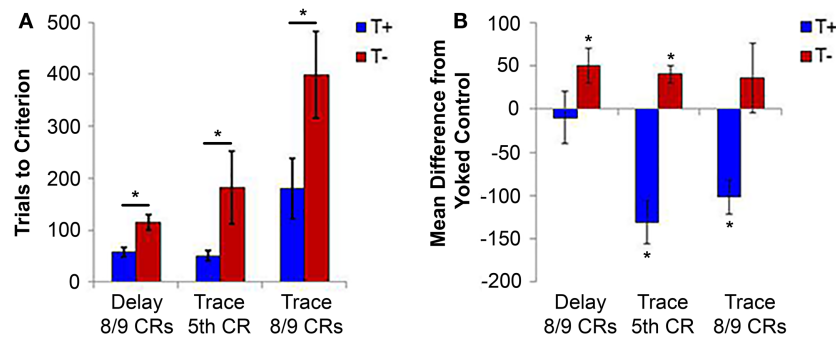 A
Trials to Criterion
500
400
300
200
100
0
*
*
*
T+
T-
Delay
8/9 CRs
Trace
5th CR
Trace
8/9 CRs
B
Mean Difference from
Yoked Control
100
50
0
-50
-100
-150
-200
*
*
*
*
T+
T-
Delay
8/9 CRs
Trace
5th CR
Trace
8/9 CRs